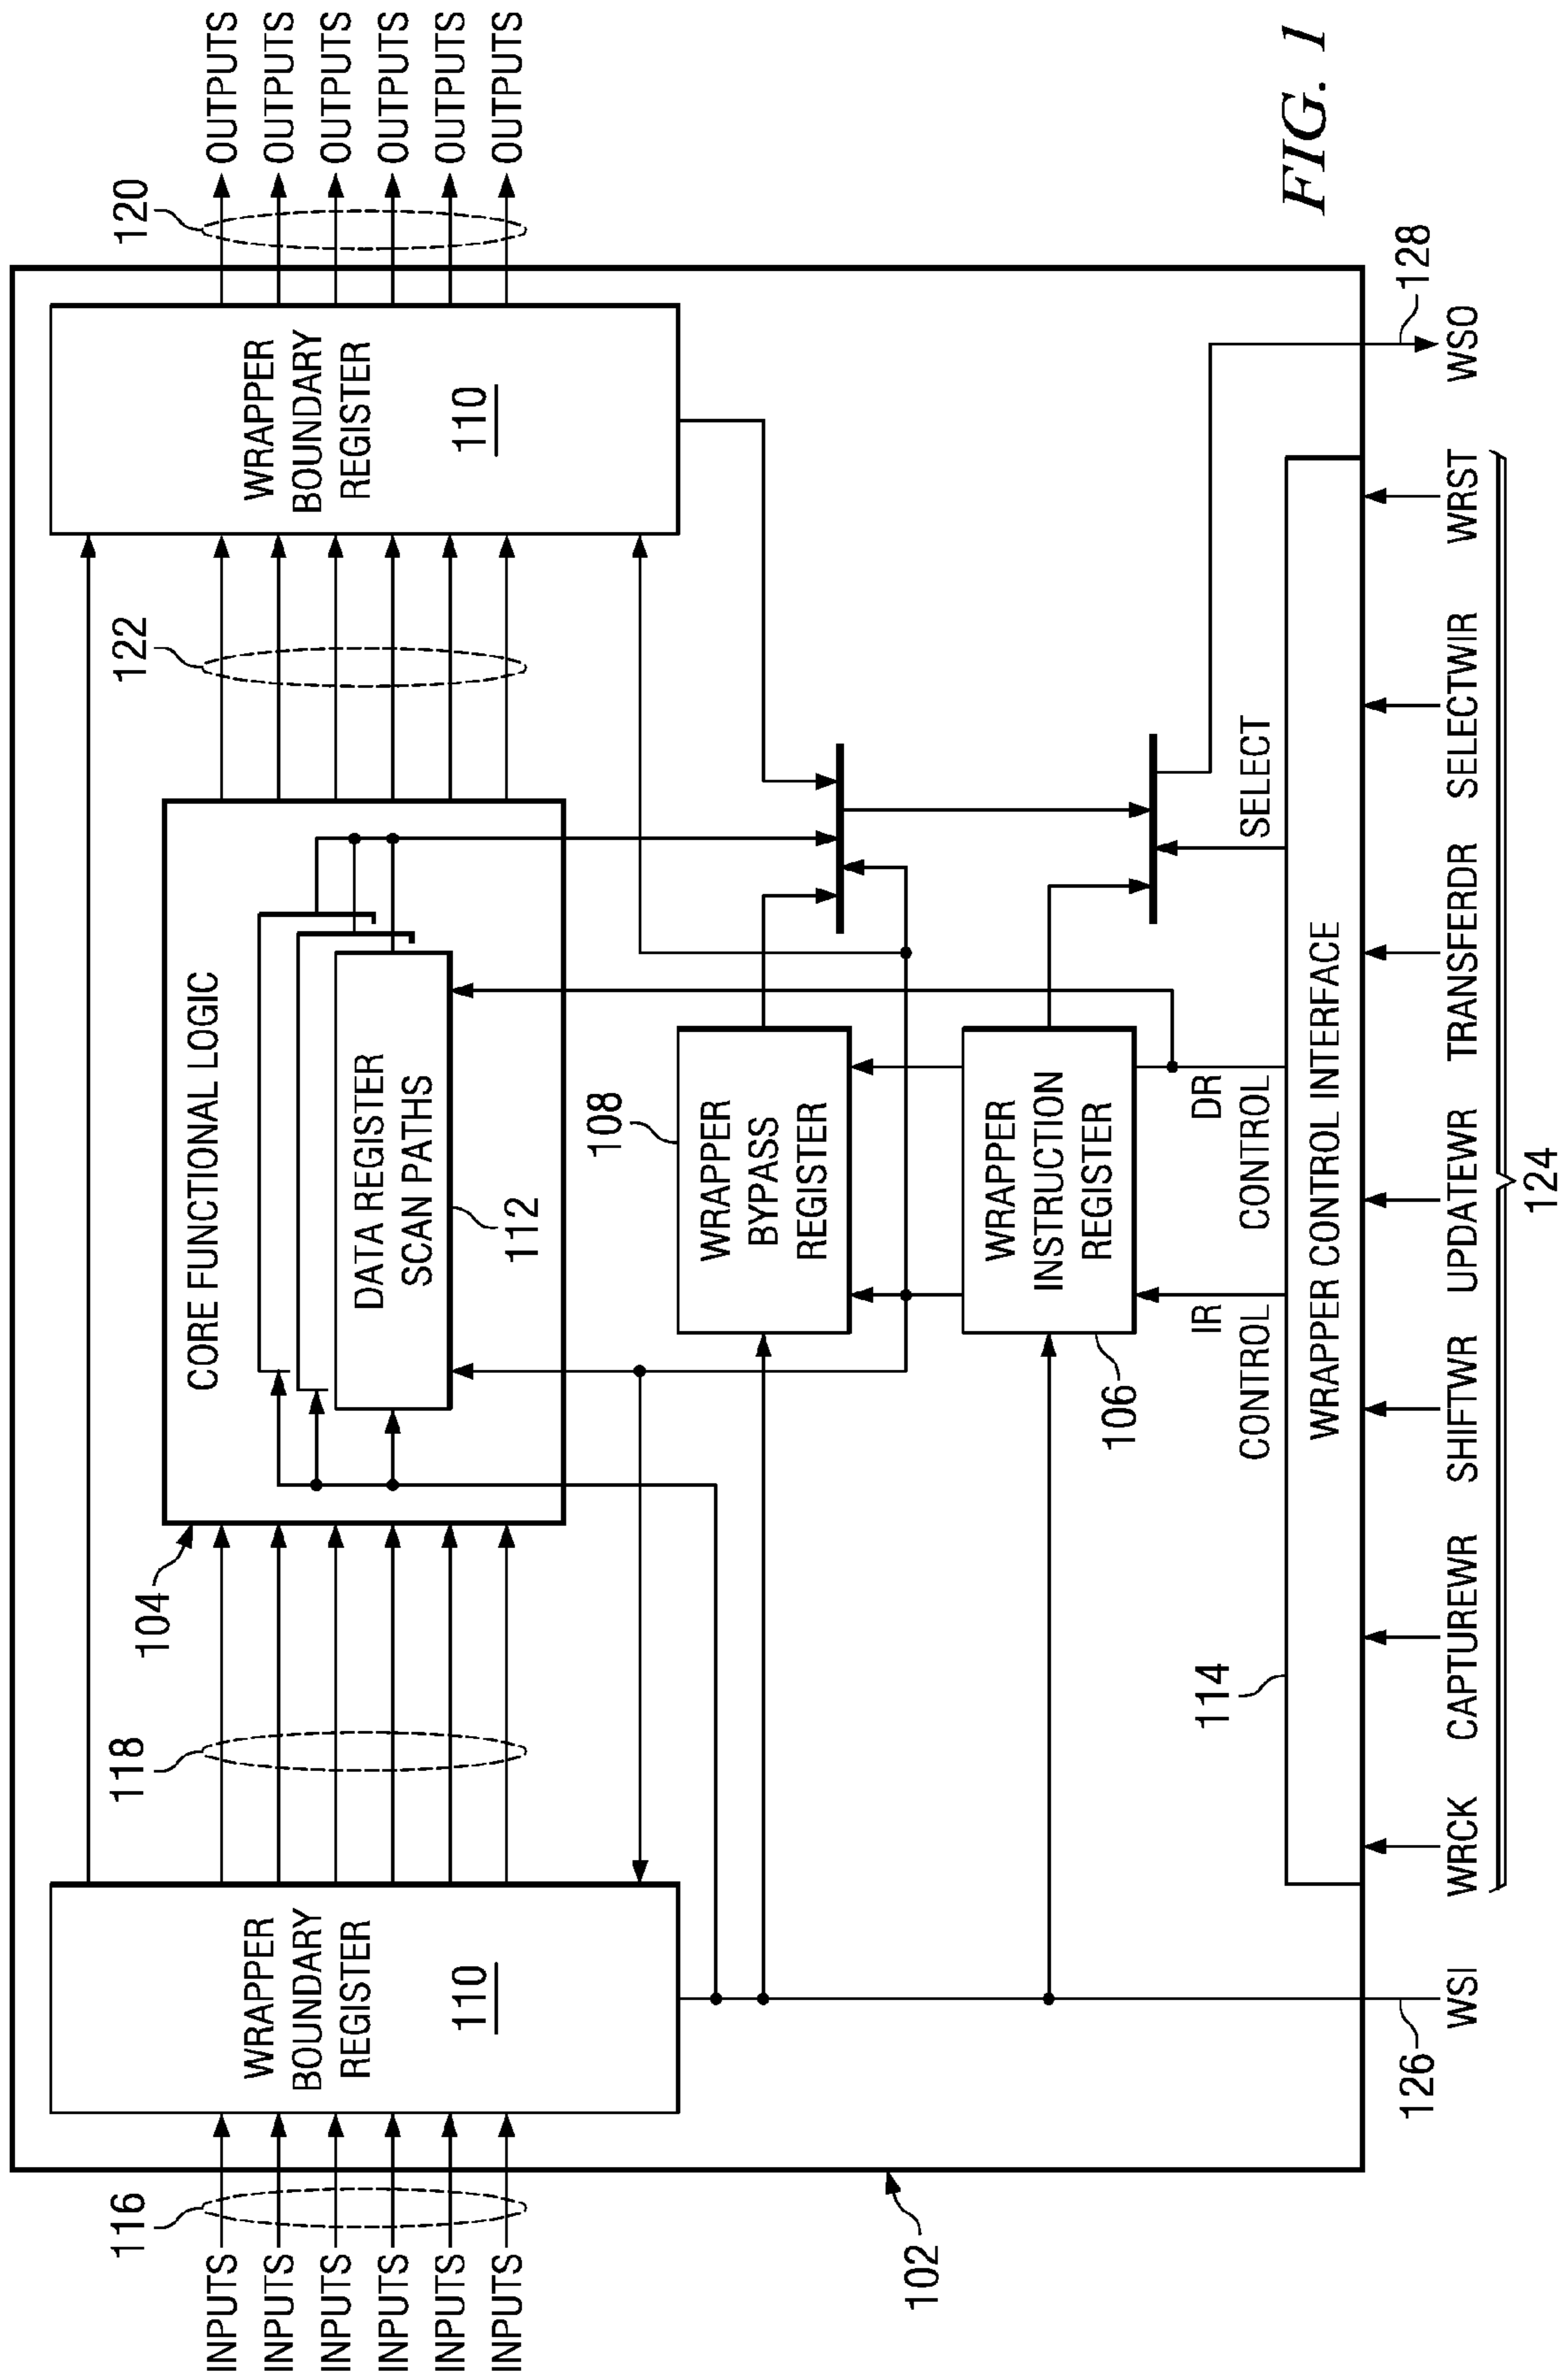 116
INPUTS
INPUTS
INPUTS
INPUTS
INPUTS
INPUTS
102
WRAPPER
BOUNDARY
REGISTER
110
118
104
CORE FUNCTIONAL LOGIC
DATA REGISTER
SCAN PATHS
112
122
WRAPPER
BOUNDARY
REGISTER
110
120
OUTPUTS
OUTPUTS
OUTPUTS
OUTPUTS
OUTPUTS
OUTPUTS
108
WRAPPER
BYPASS
REGISTER
WRAPPER
INSTRUCTION
REGISTER
106
IR
CONTROL
DR
CONTROL
SELECT
114
WRAPPER CONTROL INTERFACE
126
128
WSI
WRCK
CAPTUREWR
SHIFTWR
UPDATEWR
TRANSFERDR
SELECTWIR
WRST
WSO
124
FIG. 1